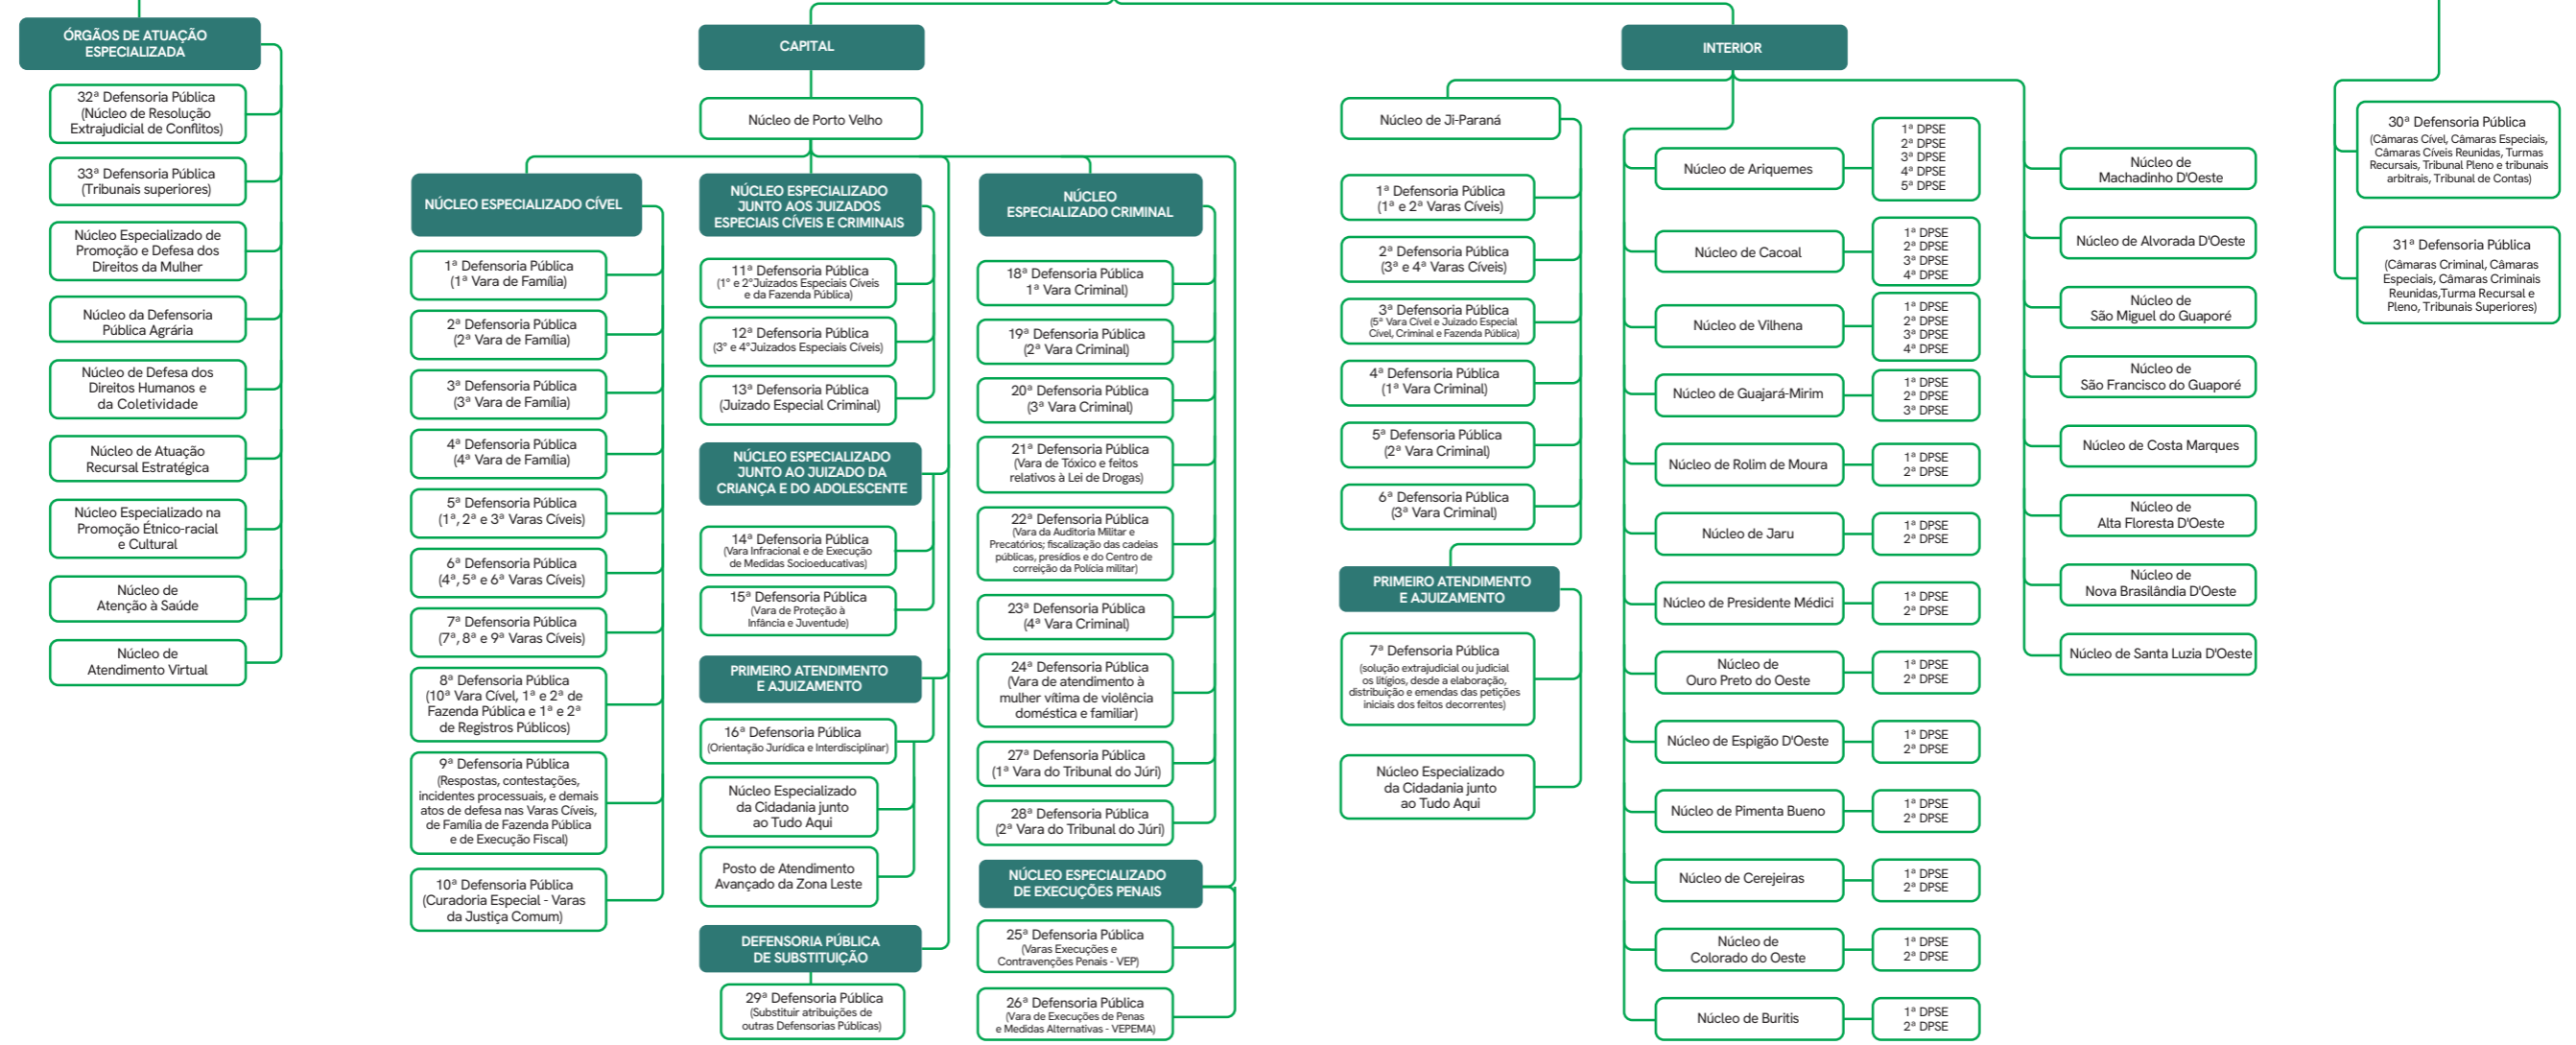 ÓRGÃOS DE ATUAÇÃO
ESPECIALIZADA
32ª Defensoria Pública
(Núcleo de Resolução
Extrajudicial de Conflitos)
33ª Defensoria Pública
(Tribunais superiores)
Núcleo Especializado de
Promoção e Defesa dos
Direitos da Mulher
Núcleo da Defensoria
Pública Agrária
Núcleo de Defesa dos
Direitos Humanos e
da Coletividade
Núcleo de Atuação
Recursal Estratégica
Núcleo Especializado na
Promoção Étnico-racial
e Cultural
Núcleo de
Atenção à Saúde
Núcleo de
Atendimento Virtual
CAPITAL
Núcleo de Porto Velho
NÚCLEO ESPECIALIZADO CÍVEL
1ª Defensoria Pública
(1ª Vara de Família)
2ª Defensoria Pública
(2ª Vara de Família)
3ª Defensoria Pública
(3ª Vara de Família)
4ª Defensoria Pública
(4ª Vara de Família)
5ª Defensoria Pública
(1ª, 2ª e 3ª Varas Cíveis)
6ª Defensoria Pública
(4ª, 5ª e 6ª Varas Cíveis)
7ª Defensoria Pública
(7ª, 8ª e 9ª Varas Cíveis)
8ª Defensoria Pública
(10ª Vara Cível, 1ª e 2ª de
Fazenda Pública e 1ª e 2ª
de Registros Públicos)
9ª Defensoria Pública
(Respostas, contestações,
incidentes processuais, e demais
atos de defesa nas Varas Cíveis,
de Família de Fazenda Pública
e de Execução Fiscal)
10ª Defensoria Pública
(Curadoria Especial - Varas
da Justiça Comum)
NÚCLEO ESPECIALIZADO
JUNTO AOS JUIZADOS
ESPECIAIS CÍVEIS E CRIMINAIS
11ª Defensoria Pública
(1° e 2°Juizados Especiais Cíveis
e da Fazenda Pública)
12ª Defensoria Pública
(3° e 4°Juizados Especiais Cíveis)
13ª Defensoria Pública
(Juizado Especial Criminal)
NÚCLEO ESPECIALIZADO
JUNTO AO JUIZADO DA
CRIANÇA E DO ADOLESCENTE
14ª Defensoria Pública
(Vara Infracional e de Execução
de Medidas Socioeducativas)
15ª Defensoria Pública
(Vara de Proteção à
Infância e Juventude)
PRIMEIRO ATENDIMENTO
E AJUIZAMENTO
16ª Defensoria Pública
(Orientação Jurídica e Interdisciplinar)
Núcleo Especializado
da Cidadania junto
ao Tudo Aqui
Posto de Atendimento
Avançado da Zona Leste
DEFENSORIA PÚBLICA
DE SUBSTITUIÇÃO
29ª Defensoria Pública
(Substituir atribuições de
outras Defensorias Públicas)
NÚCLEO
ESPECIALIZADO CRIMINAL
18ª Defensoria Pública
1ª Vara Criminal)
19ª Defensoria Pública
(2ª Vara Criminal)
20ª Defensoria Pública
(3ª Vara Criminal)
21ª Defensoria Pública
(Vara de Tóxico e feitos
relativos à Lei de Drogas)
22ª Defensoria Pública
(Vara da Auditoria Militar e
Precatórios; fiscalização das cadeias
públicas, presídios e do Centro de
correição da Polícia militar)
23ª Defensoria Pública
(4ª Vara Criminal)
24ª Defensoria Pública
(Vara de atendimento à
mulher vítima de violência
doméstica e familiar)
27ª Defensoria Pública
(1ª Vara do Tribunal do Júri)
28ª Defensoria Pública
(2ª Vara do Tribunal do Júri)
NÚCLEO ESPECIALIZADO
DE EXECUÇÕES PENAIS
25ª Defensoria Pública
(Varas Execuções e
Contravenções Penais - VEP)
26ª Defensoria Pública
(Vara de Execuções de Penas
e Medidas Alternativas - VEPEMA)
INTERIOR
Núcleo de Ji-Paraná
1ª Defensoria Pública
(1ª e 2ª Varas Cíveis)
2ª Defensoria Pública
(3ª e 4ª Varas Cíveis)
3ª Defensoria Pública
(5ª Vara Cível e Juizado Especial
Cível, Criminal e Fazenda Pública)
4ª Defensoria Pública
(1ª Vara Criminal)
5ª Defensoria Pública
(2ª Vara Criminal)
6ª Defensoria Pública
(3ª Vara Criminal)
PRIMEIRO ATENDIMENTO
E AJUIZAMENTO
7ª Defensoria Pública
(solução extrajudicial ou judicial
os litígios, desde a elaboração,
distribuição e emendas das petições
iniciais dos feitos decorrentes)
Núcleo Especializado
da Cidadania junto
ao Tudo Aqui
Núcleo de Ariquemes
1ª DPSE
2ª DPSE
3ª DPSE
4ª DPSE
5ª DPSE
Núcleo de Cacoal
1ª DPSE
2ª DPSE
3ª DPSE
4ª DPSE
Núcleo de Vilhena
1ª DPSE
2ª DPSE
3ª DPSE
4ª DPSE
Núcleo de Guajará-Mirim
1ª DPSE
2ª DPSE
3ª DPSE
Núcleo de Rolim de Moura
1ª DPSE
2ª DPSE
Núcleo de Jaru
1ª DPSE
2ª DPSE
Núcleo de Presidente Médici
1ª DPSE
2ª DPSE
Núcleo de
Ouro Preto do Oeste
1ª DPSE
2ª DPSE
Núcleo de Espigão D'Oeste
1ª DPSE
2ª DPSE
Núcleo de Pimenta Bueno
1ª DPSE
2ª DPSE
Núcleo de Cerejeiras
1ª DPSE
2ª DPSE
Núcleo de
Colorado do Oeste
1ª DPSE
2ª DPSE
Núcleo de Buritis
1ª DPSE
2ª DPSE
Núcleo de
Machadinho D'Oeste
Núcleo de Alvorada D'Oeste
Núcleo de
São Miguel do Guaporé
Núcleo de
São Francisco do Guaporé
Núcleo de Costa Marques
Núcleo de
Alta Floresta D'Oeste
Núcleo de
Nova Brasilândia D'Oeste
Núcleo de Santa Luzia D'Oeste
30ª Defensoria Pública
(Câmaras Cível, Câmaras Especiais,
Câmaras Cíveis Reunidas, Turmas
Recursais, Tribunal Pleno e tribunais
arbitrais, Tribunal de Contas)
31ª Defensoria Pública
(Câmaras Criminal, Câmaras
Especiais, Câmaras Criminais
Reunidas,Turma Recursal e
Pleno, Tribunais Superiores)